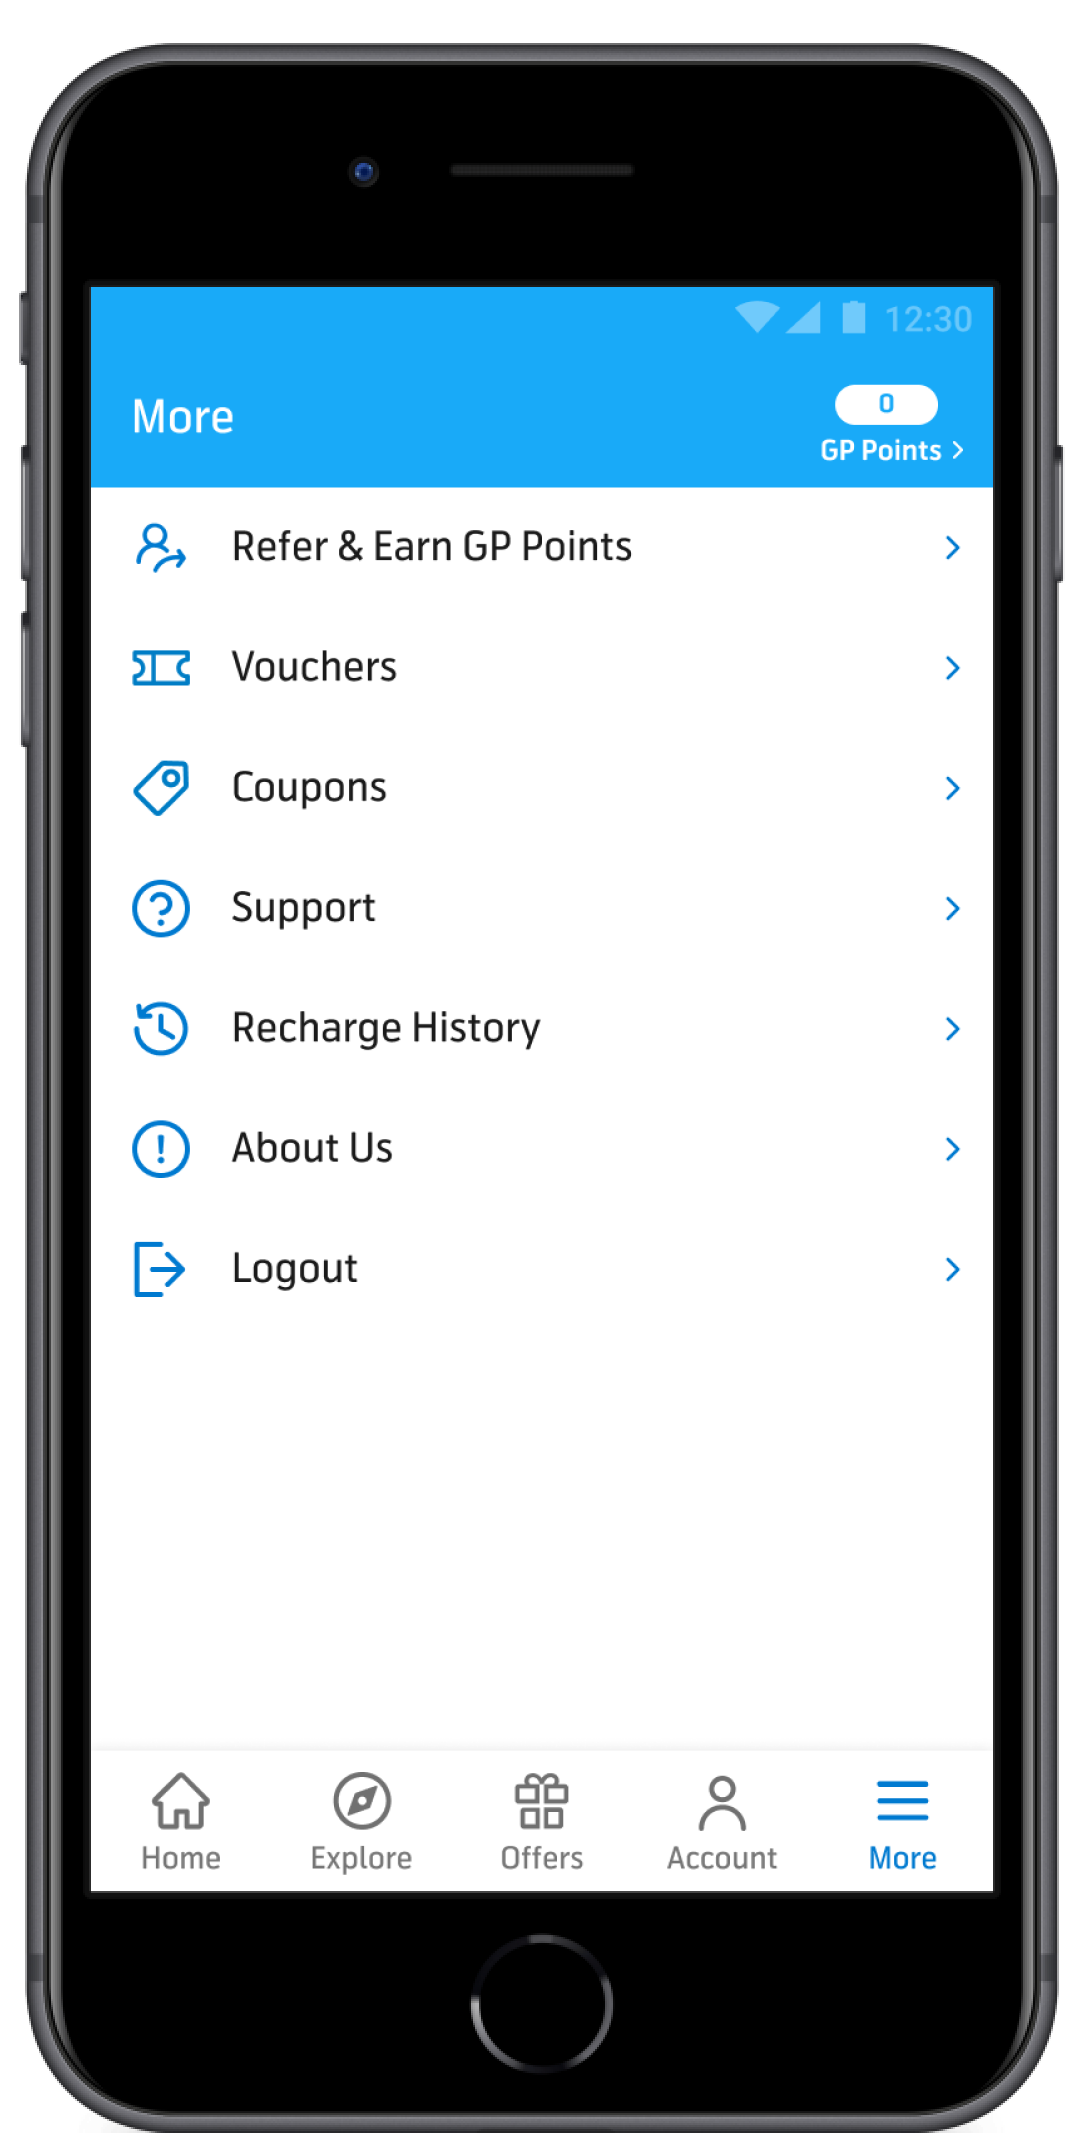 12:30
More
0
GP Points
Refer & Earn GP Points
Vouchers
Coupons
Support
Recharge History
About Us
Logout
Home
Explore
Offers
Account
More